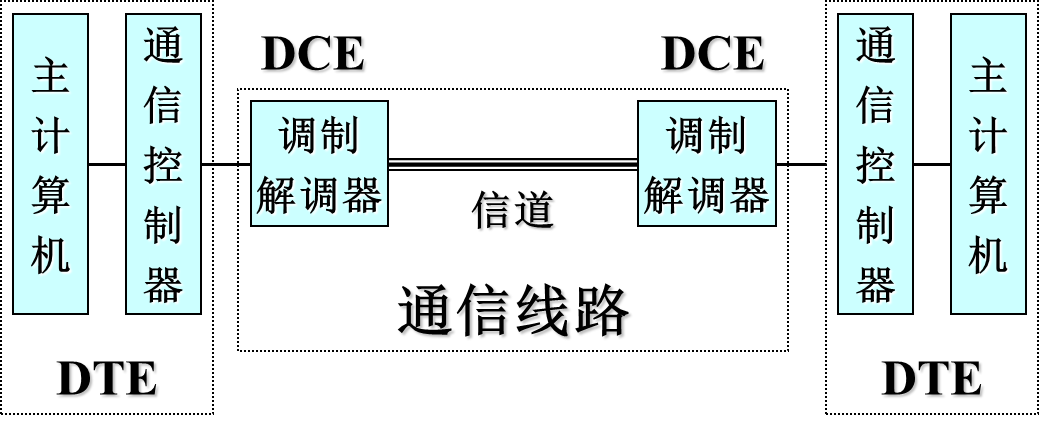 主计算机
通信控制器
DTE
DCE
调制
解调器
信道
通信线路
DCE
调制
解调器
通信控制器
主计算机
DTE